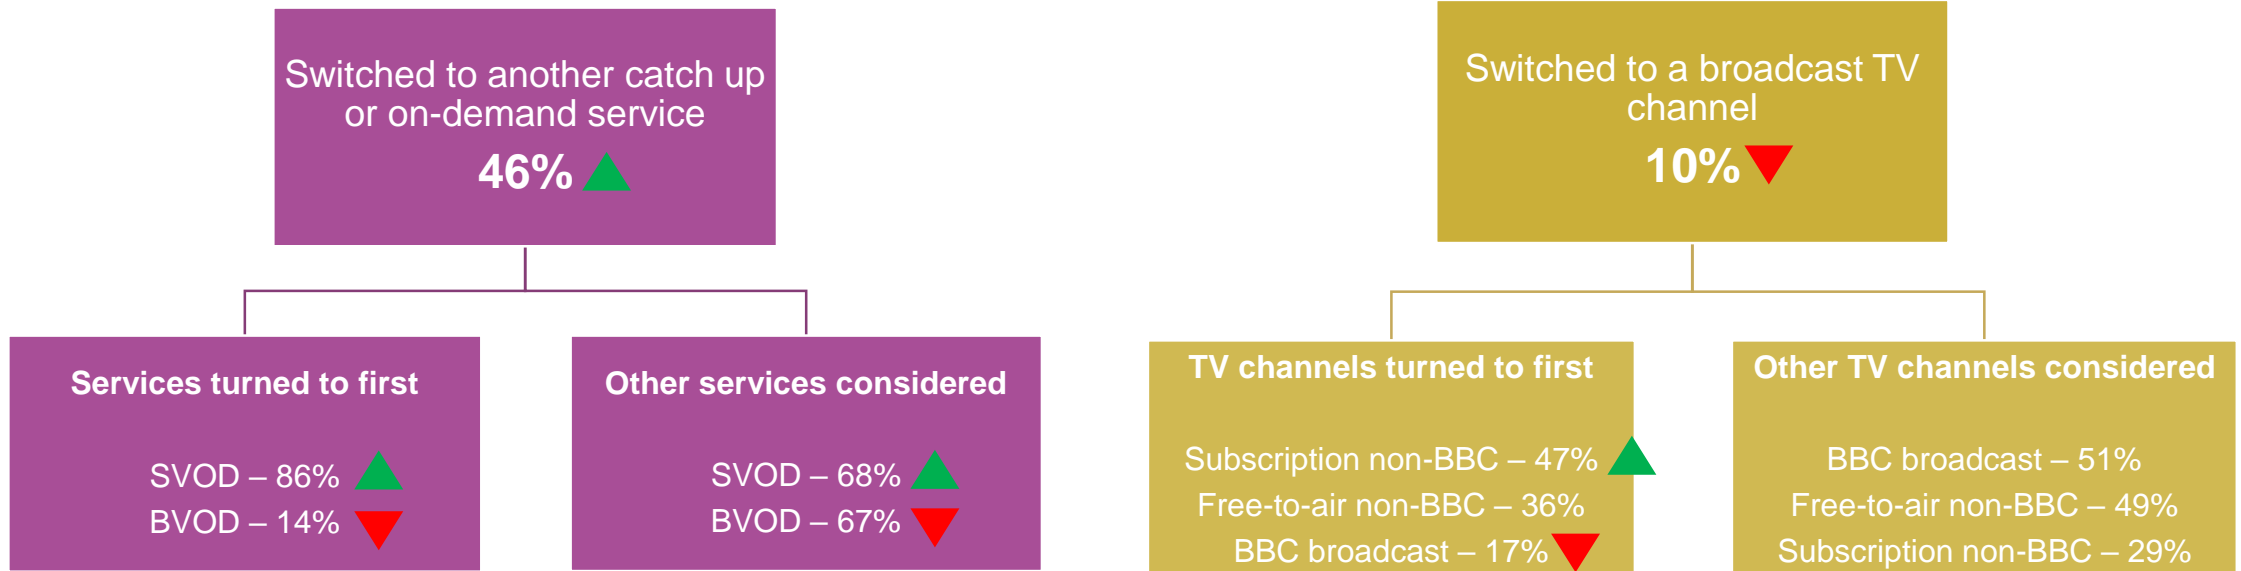 Switched to another catch up
or on-demand service
46%
Services turned to first
SVOD – 86%
BVOD – 14%
Other services considered
SVOD – 68%
BVOD – 67%
Switched to a broadcast TV
channel
10%
TV channels turned to first
Subscription non-BBC – 47%
Free-to-air non-BBC – 36%
BBC broadcast – 17%
Other TV channels considered
BBC broadcast – 51%
Free-to-air non-BBC – 49%
Subscription non-BBC – 29%